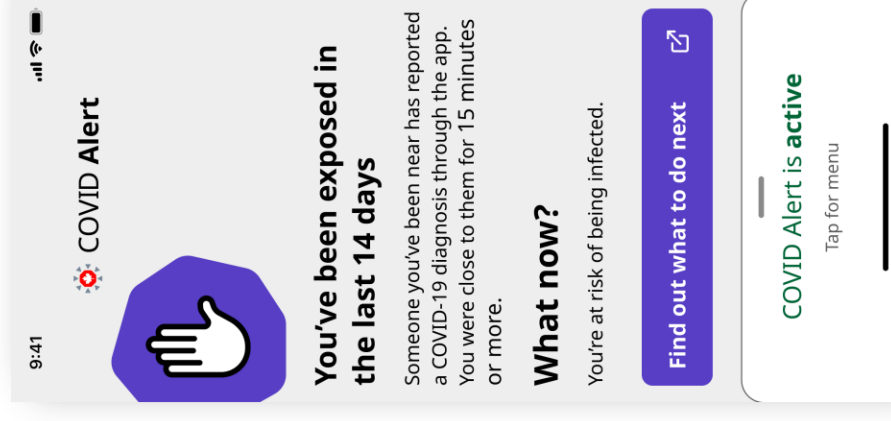 9:41
COVID Alert
You've been exposed in
the last 14 days
Someone you've been near has reported
a COVID-19 diagnosis through the app.
You were close to them for 15 minutes
or more.
What now?
You're at risk of being infected.
Find out what to do next
COVID Alert is active
Tap for menu